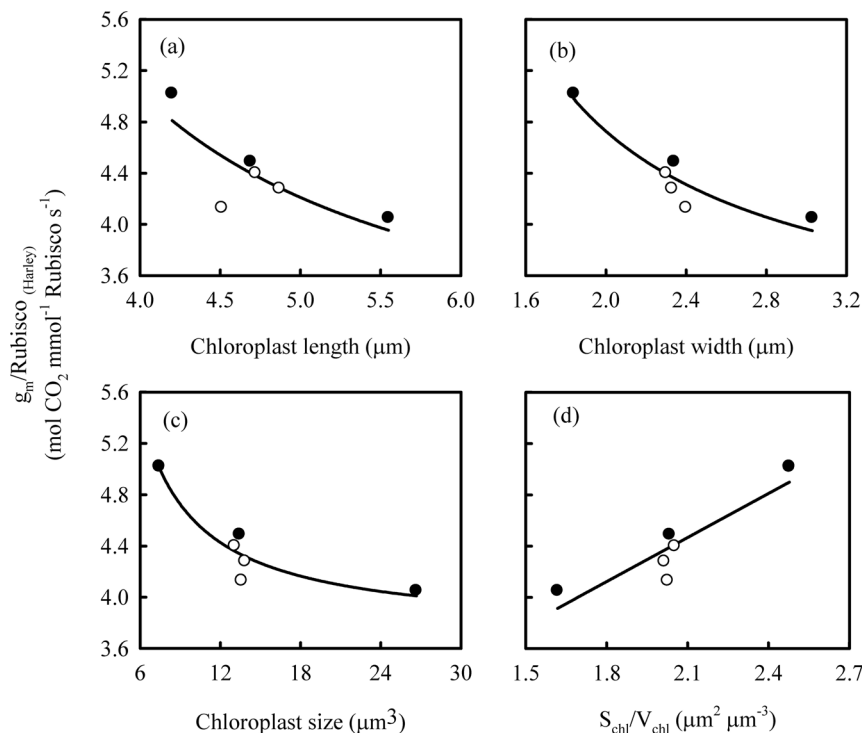 g_m/Rubisco (Harley)
(mol CO₂ mmol⁻¹ Rubisco s⁻¹)
5.6
(a)
5.2
4.8
4.4
4.0
3.6
4.0 4.5 5.0 5.5 6.0
Chloroplast length (μm)
(b)
1.6 2.0 2.4 2.8 3.2
Chloroplast width (μm)
5.6
(c)
5.2
4.8
4.4
4.0
3.6
6 12 18 24 30
Chloroplast size (μm³)
(d)
1.5 1.8 2.1 2.4 2.7
S_chl/V_chl (μm² μm⁻³)